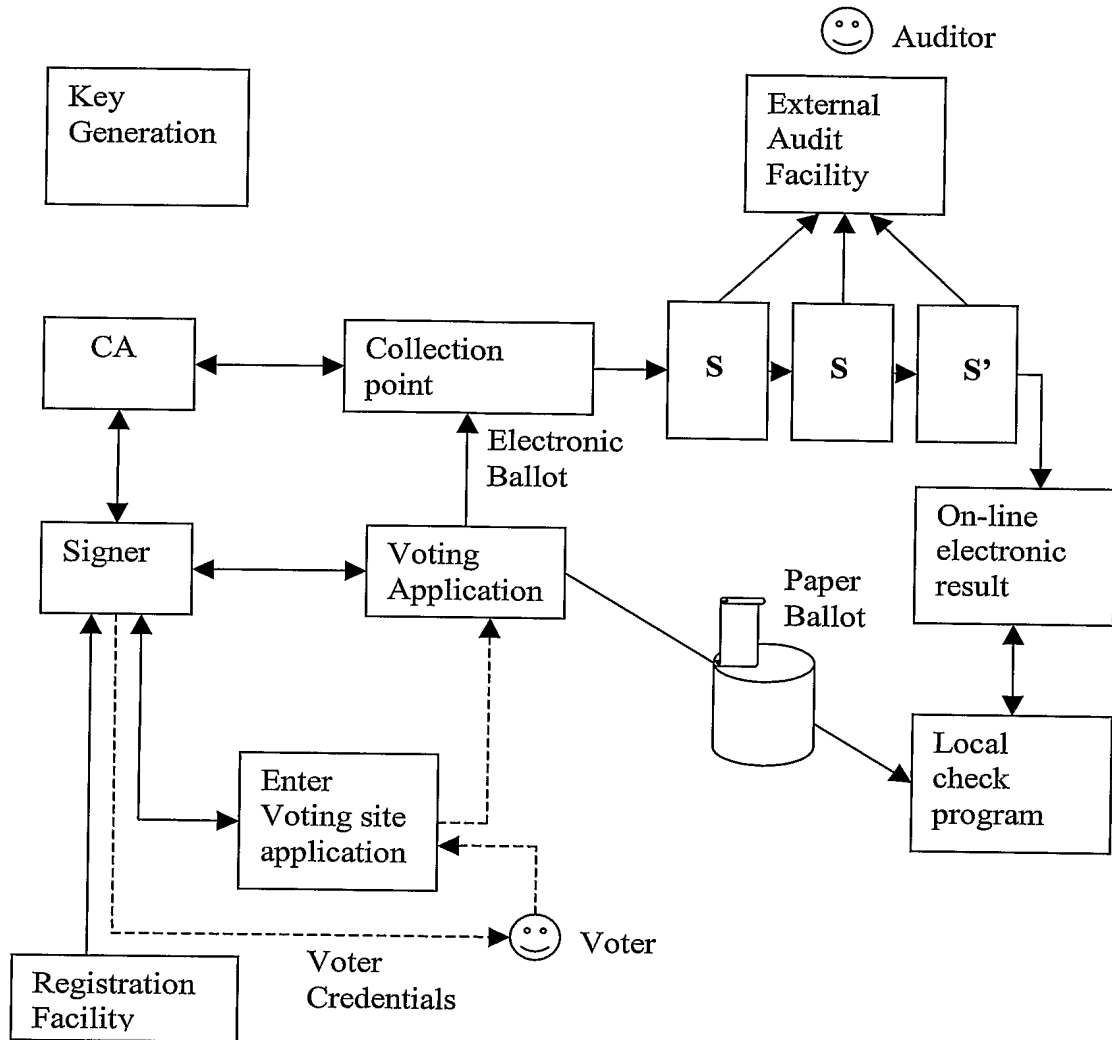 Auditor
Key
Generation
External
Audit
Facility
CA
Collection
point
S
S
S’
Electronic
Ballot
Signer
Voting
Application
On-line
electronic
result
Paper
Ballot
Enter
Voting site
application
Local
check
program
Voter
Voter
Credentials
Registration
Facility